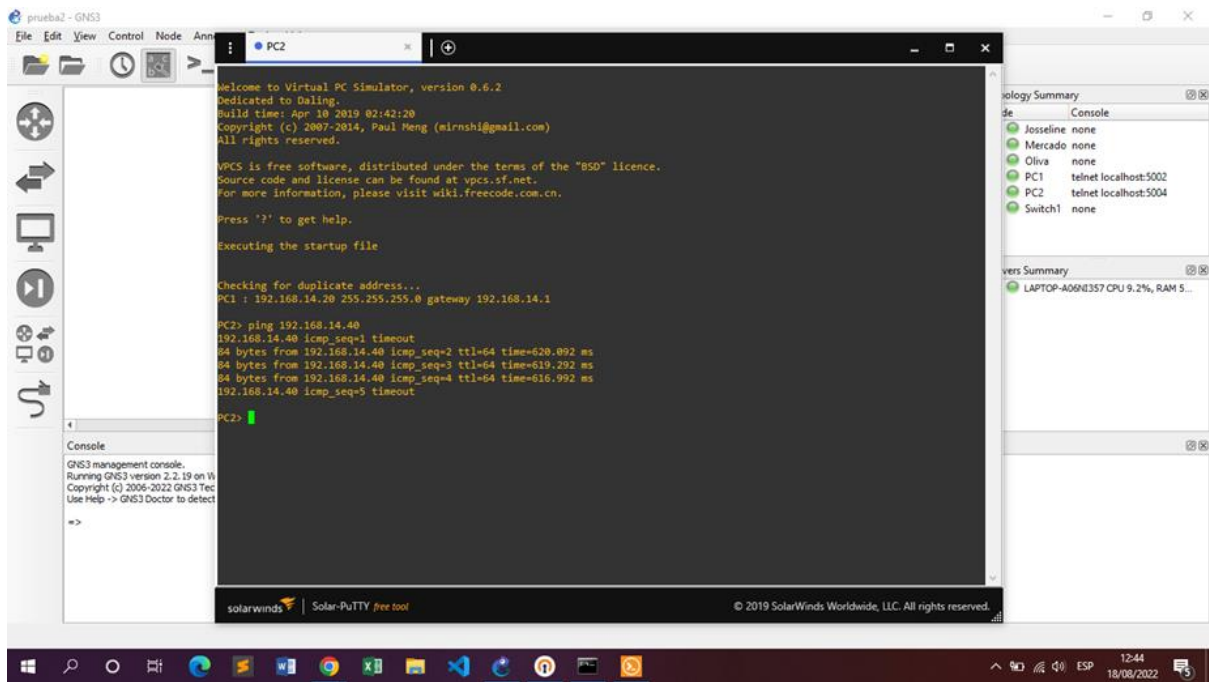 prueba2 - GNS3
File Edit View Control Node Ann
PC2
Welcome to Virtual PC Simulator, version 0.6.2
Dedicated to Daling.
Build time: Apr 10 2019 02:42:20
Copyright (c) 2007-2014, Paul Meng (mirnshi@gmail.com)
All rights reserved.
VPCS is free software, distributed under the terms of the "BSD" licence.
Source code and license can be found at vpcs.sf.net.
For more information, please visit wiki.freecode.com.cn.
Press '?' to get help.
Executing the startup file
Checking for duplicate address...
PC1 : 192.168.14.20 255.255.255.0 gateway 192.168.14.1
PC2> ping 192.168.14.40
192.168.14.40 icmp_seq=1 timeout
84 bytes from 192.168.14.40 icmp_seq=2 ttl=64 time=620.092 ms
84 bytes from 192.168.14.40 icmp_seq=3 ttl=64 time=619.292 ms
84 bytes from 192.168.14.40 icmp_seq=4 ttl=64 time=616.992 ms
192.168.14.40 icmp_seq=5 timeout
PC2>
solarwinds Solar-PuTTY free tool
© 2019 SolarWinds Worldwide, LLC. All rights reserved.
ology Summary
de Console
Josseline none
Mercado none
Oliva none
PC1 telnet localhost:5002
PC2 telnet localhost:5004
Switch1 none
vers Summary
LAPTOP-A06NI357 CPU 9.2%, RAM 5...
Console
GNS3 management console.
Running GNS3 version 2.2.19 on Wi
Copyright (c) 2006-2022 GNS3 Tec
Use Help -> GNS3 Doctor to detect
=>
ESP
12:44
18/08/2022
5